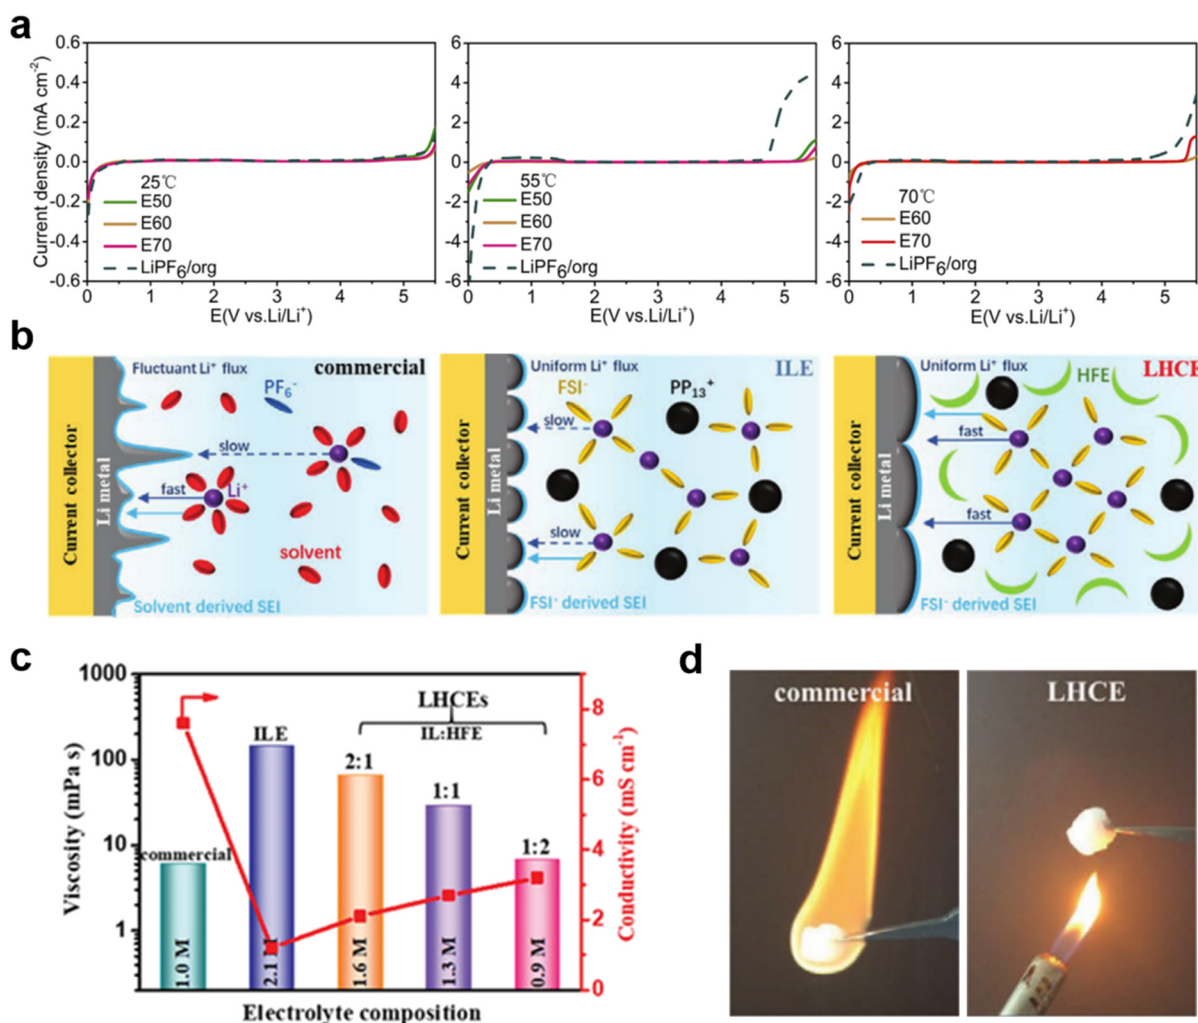 a
0.6
0.4
0.2
0.0
-0.2
-0.4
-0.6
Current density (mA cm⁻²)
25℃
E50
E60
E70
LiPF₆/org
0 1 2 3 4 5
E(V vs.Li/Li⁺)
6
4
2
0
-2
-4
-6
55℃
E50
E60
E70
LiPF₆/org
0 1 2 3 4 5
E(V vs.Li/Li⁺)
6
4
2
0
-2
-4
-6
70℃
E60
E70
LiPF₆/org
0 1 2 3 4 5
E(V vs.Li/Li⁺)
b
Current collector
Li metal
Fluctuant Li⁺ flux
commercial
PF₆⁻
slow
fast
Li⁺
solvent
Solvent derived SEI
Current collector
Li metal
Uniform Li⁺ flux
ILE
FSI⁻
PP₁₃⁺
slow
slow
FSI⁻ derived SEI
Current collector
Li metal
Uniform Li⁺ flux
LHCE
HFE
fast
fast
FSI⁻ derived SEI
c
1000
100
10
1
Viscosity (mPa s)
commercial
ILE
LHCEs
IL:HFE
2:1
1:1
1:2
1.0 M
2.1 M
1.6 M
1.3 M
0.9 M
8
6
4
2
0
Conductivity (mS cm⁻¹)
Electrolyte composition
d
commercial
LHCE